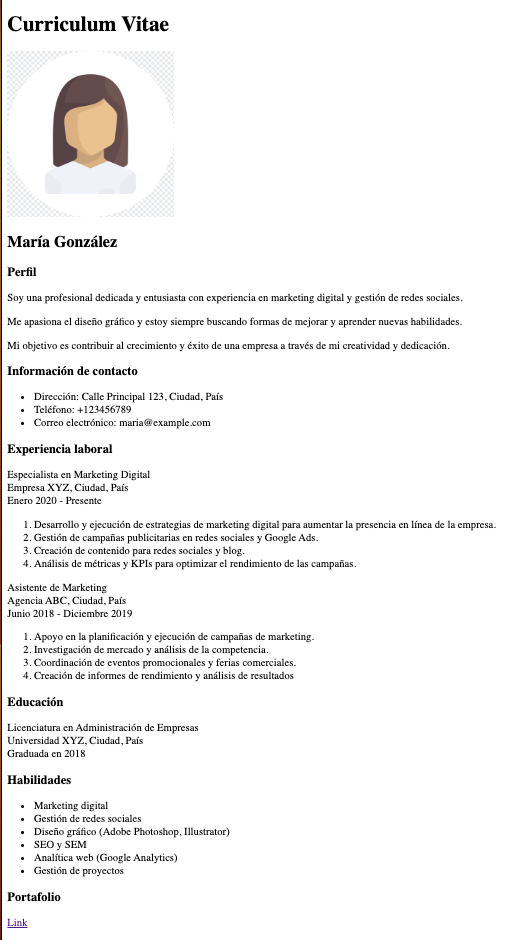 Curriculum Vitae
María González
Perfil
Soy una profesional dedicada y entusiasta con experiencia en marketing digital y gestión de redes sociales.
Me apasiona el diseño gráfico y estoy siempre buscando formas de mejorar y aprender nuevas habilidades.
Mi objetivo es contribuir al crecimiento y éxito de una empresa a través de mi creatividad y dedicación.
Información de contacto
• Dirección: Calle Principal 123, Ciudad, País
• Teléfono: +123456789
• Correo electrónico: maria@example.com
Experiencia laboral
Especialista en Marketing Digital
Empresa XYZ, Ciudad, País
Enero 2020 - Presente
1. Desarrollo y ejecución de estrategias de marketing digital para aumentar la presencia en línea de la empresa.
2. Gestión de campañas publicitarias en redes sociales y Google Ads.
3. Creación de contenido para redes sociales y blog.
4. Análisis de métricas y KPIs para optimizar el rendimiento de las campañas.
Asistente de Marketing
Agencia ABC, Ciudad, País
Junio 2018 - Diciembre 2019
1. Apoyo en la planificación y ejecución de campañas de marketing.
2. Investigación de mercado y análisis de la competencia.
3. Coordinación de eventos promocionales y ferias comerciales.
4. Creación de informes de rendimiento y análisis de resultados
Educación
Licenciatura en Administración de Empresas
Universidad XYZ, Ciudad, País
Graduada en 2018
Habilidades
• Marketing digital
• Gestión de redes sociales
• Diseño gráfico (Adobe Photoshop, Illustrator)
• SEO y SEM
• Analítica web (Google Analytics)
• Gestión de proyectos
Portafolio
Link